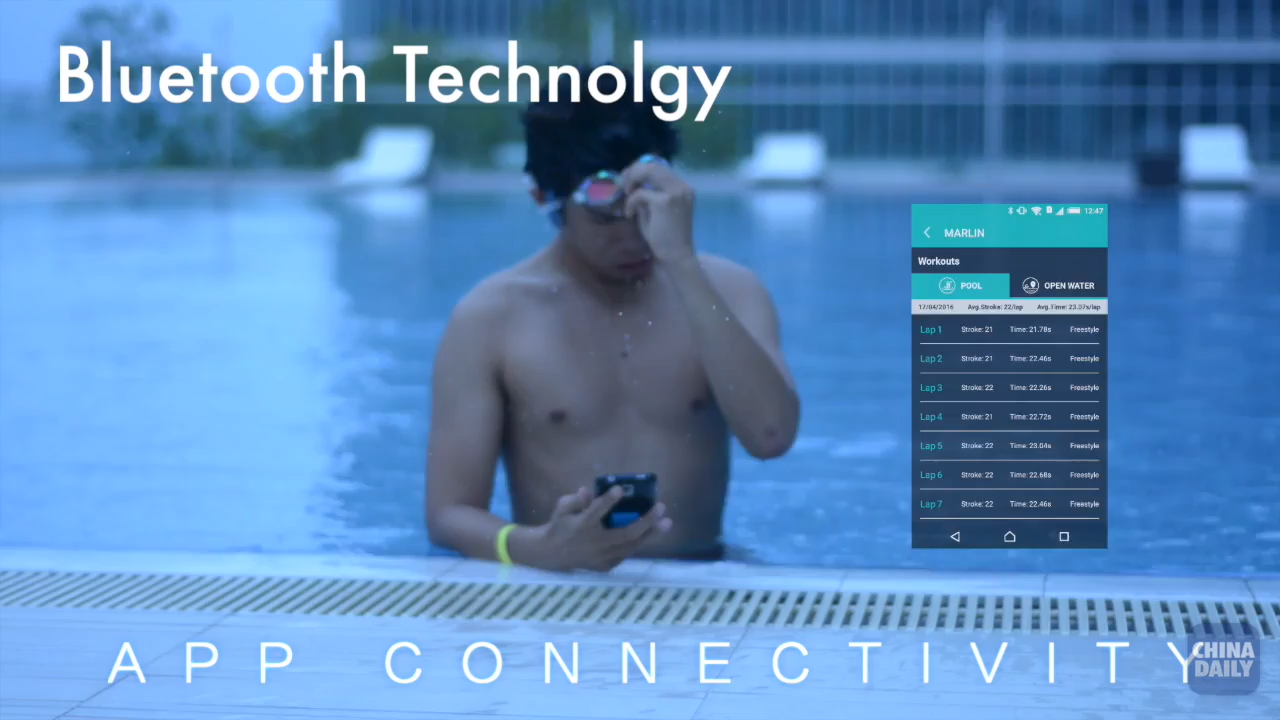 Bluetooth Technolgy
12:47
MARLIN
Workouts
POOL OPEN WATER
17/04/2016 Avg.Stroke: 22/lap Avg.Time: 23.37s/lap
Lap 1 Stroke: 21 Time: 21.78s Freestyle
Lap 2 Stroke: 21 Time: 22.46s Freestyle
Lap 3 Stroke: 22 Time: 22.26s Freestyle
Lap 4 Stroke: 21 Time: 22.72s Freestyle
Lap 5 Stroke: 22 Time: 23.04s Freestyle
Lap 6 Stroke: 22 Time: 22.68s Freestyle
Lap 7 Stroke: 22 Time: 22.46s Freestyle
APP CONNECTIVITY
CHINA
DAILY